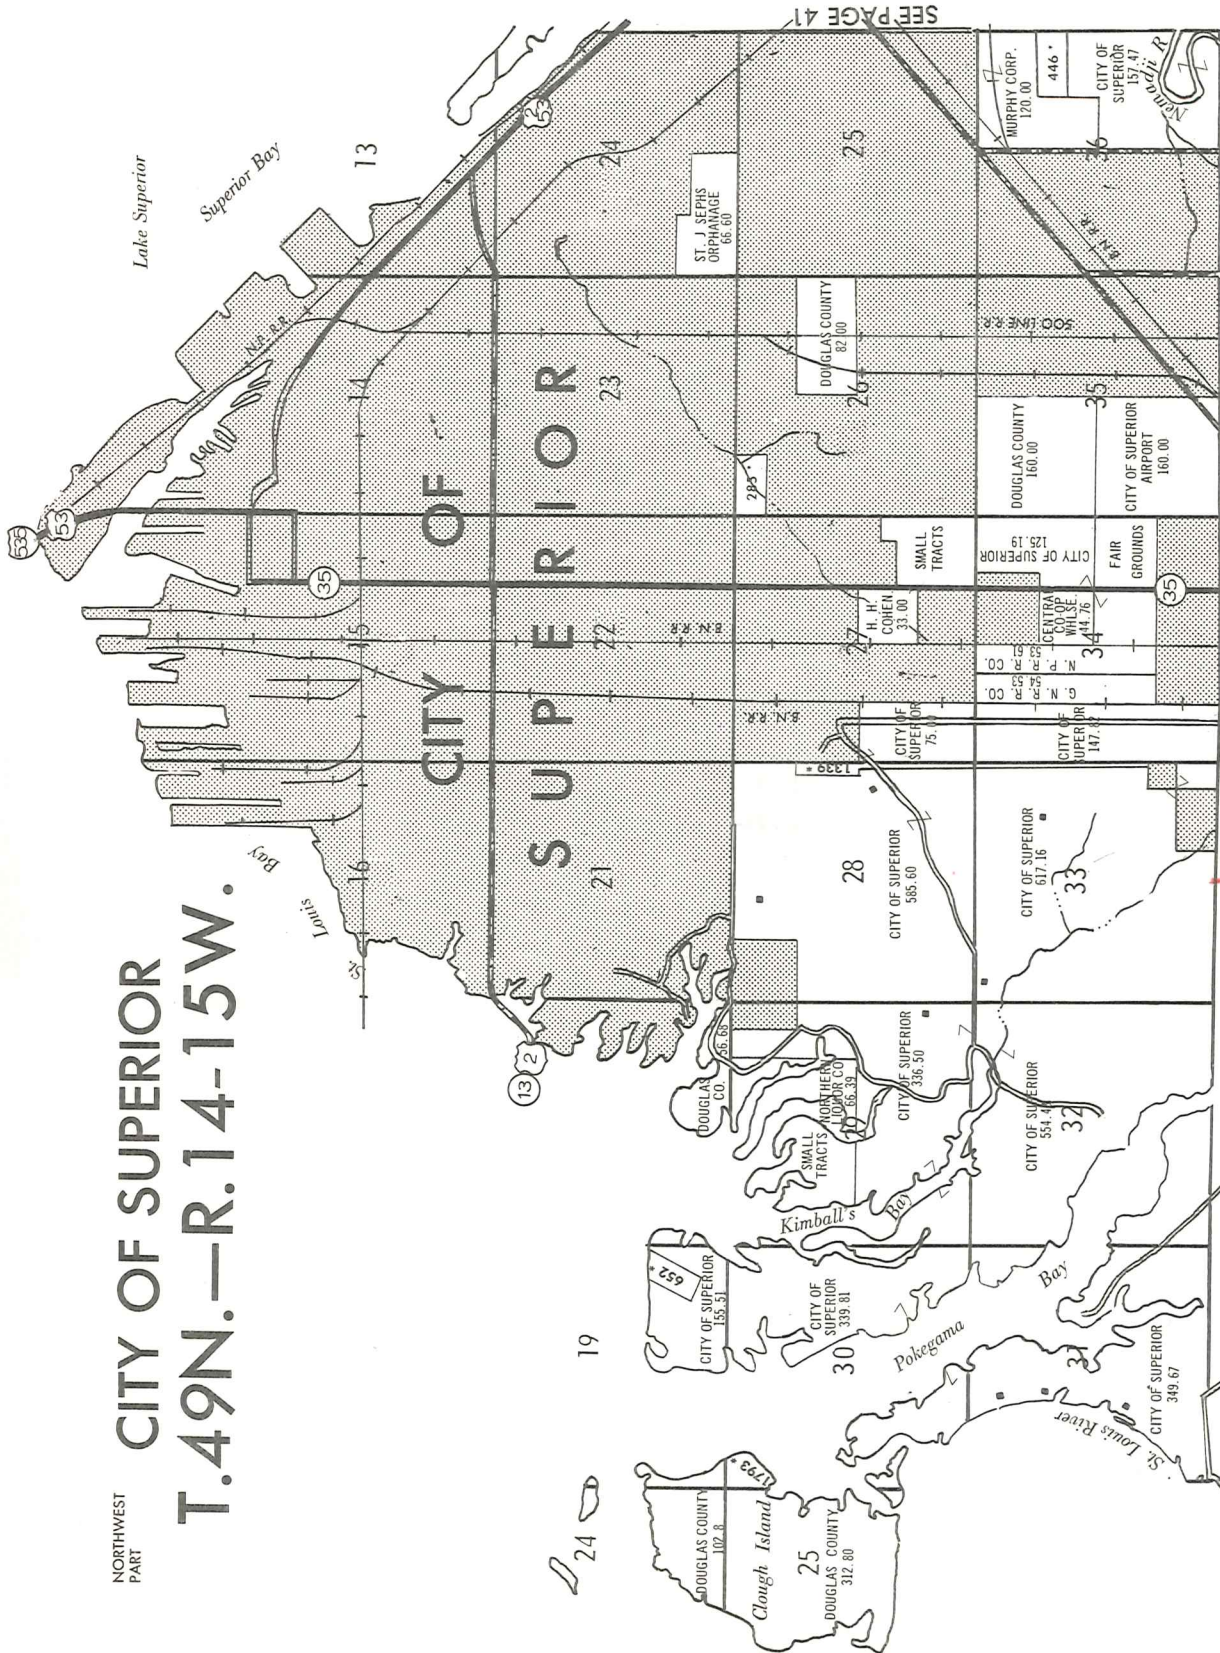 NORTHWEST
PART
CITY OF SUPERIOR
T.49N.—R.14-15W.
SEE PAGE 41
Lake Superior
Superior Bay
St. Louis Bay
535
53
2
53
35
13
2
35
N.P.R.R.
13
14
15
16
CITY OF
SUPERIOR
24
23
22
21
19
24
B.N. R.R.
B.N. R.R.
SOO LINE R.R.
B.N. R.R.
ST. J SEPHS
ORPHANAGE
66.60
25
DOUGLAS COUNTY
82.00
26
283*
SMALL
TRACTS
27
H. H.
COHEN
33.00
CITY OF
SUPERIOR
75.00
1339*
28
CITY OF SUPERIOR
585.60
56.68
DOUGLAS
CO.
NORTHERN
LIQUOR CO
66.39
29
SMALL
TRACTS
CITY OF SUPERIOR
336.50
Kimball's
Bay
652*
CITY OF SUPERIOR
155.51
CITY OF
SUPERIOR
339.81
30
Pokegama
Bay
1793*
DOUGLAS COUNTY
102.8
Clough Island
25
DOUGLAS COUNTY
312.80
MURPHY CORP.
120.00
446*
CITY OF
SUPERIOR
157.47
Nemadji R
36
DOUGLAS COUNTY
160.00
35
CITY OF SUPERIOR
AIRPORT
160.00
CITY OF SUPERIOR
125.19
FAIR
GROUNDS
CENTRAL
CO-OP
WHLSE.
44.76
34
N. P. R. R. CO.
53 61
G. N. R. R. CO.
54 53
CITY OF
SUPERIOR
147.82
CITY OF SUPERIOR
617.16
33
CITY OF SUPERIOR
32
31
CITY OF SUPERIOR
349.67
St. Louis River